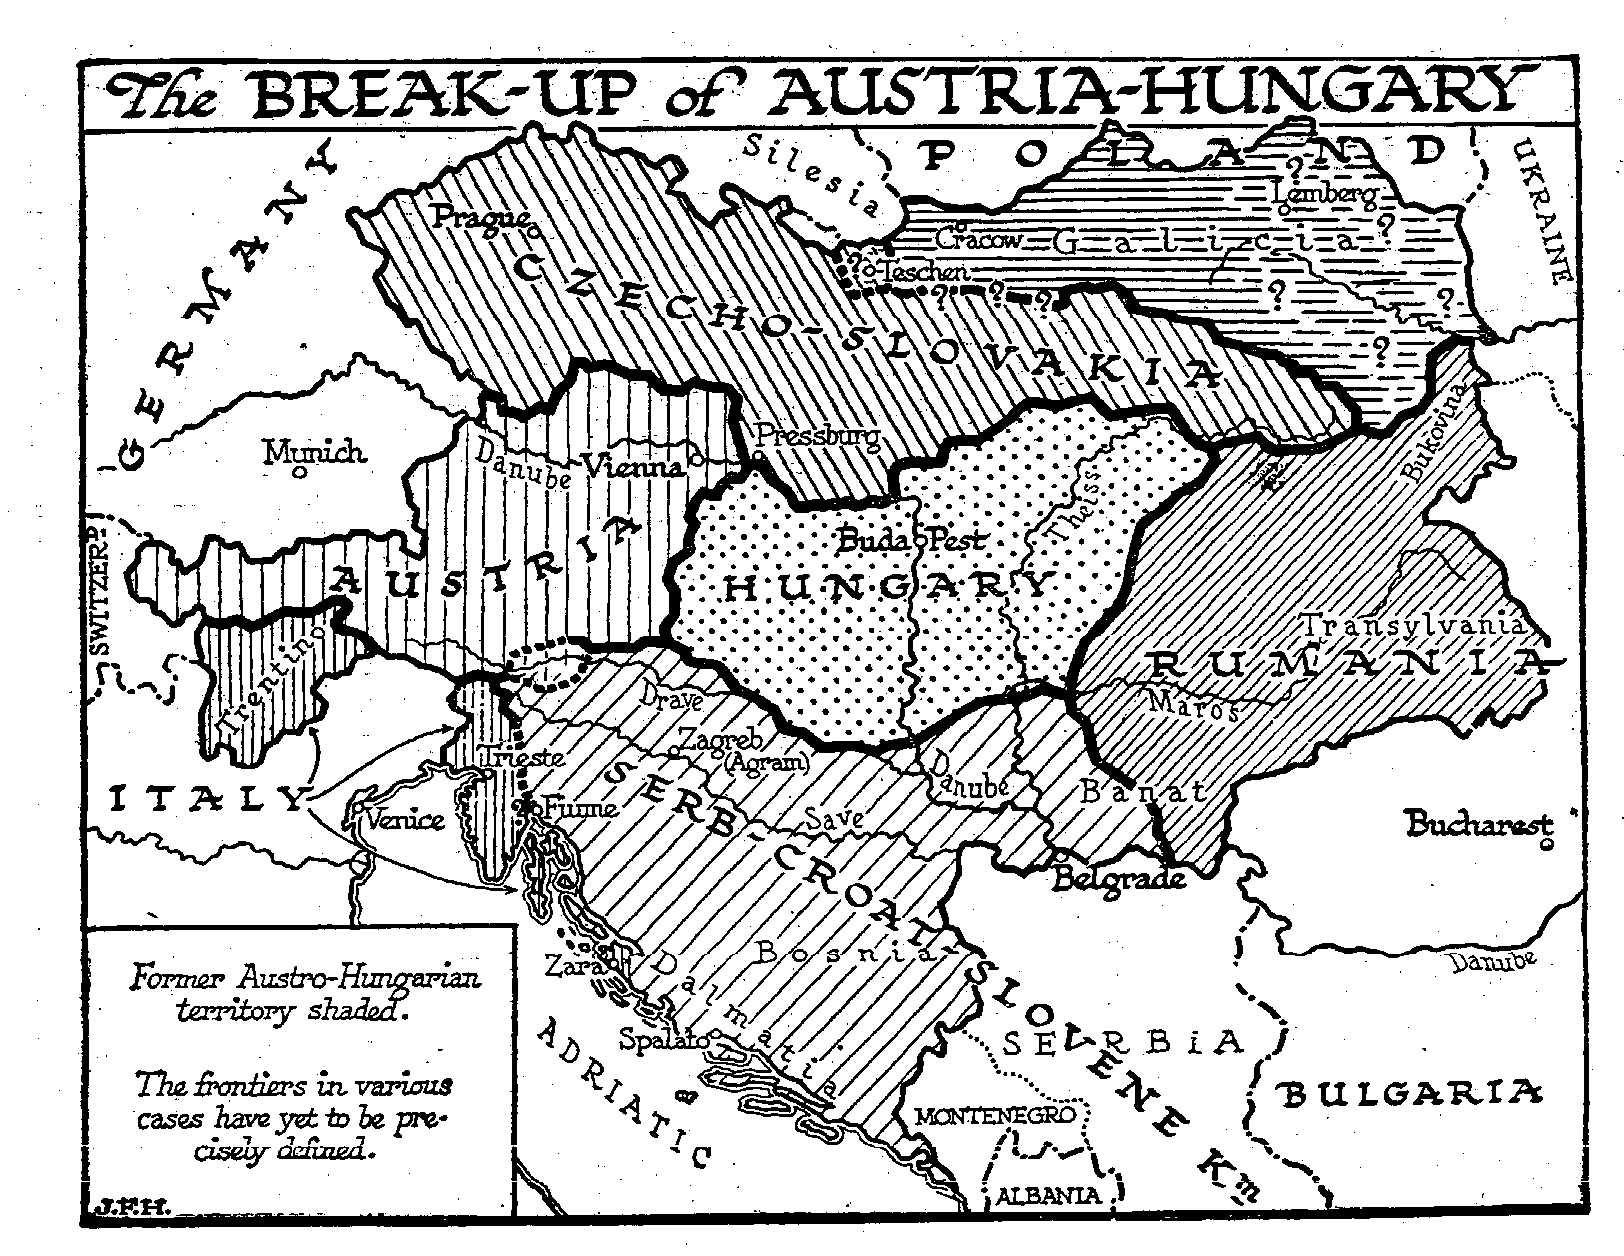 The BREAK-UP of AUSTRIA-HUNGARY
GERMANY
Silesia
POLAND
UKRAINE
Lemberg
?
?
Prague
Cracow
Galicia
?
Teschen
CZECHO-SLOVAKIA
?
?
?
?
?
?
Bukovina
Munich
Danube
Vienna
Pressburg
Theiss
SWITZERD.
AUSTRIA
Buda Pest
HUNGARY
Transylvania
RUMANIA
Trentino
Drave
Maros
Zagreb
(Agram)
Trieste
ITALY
Venice
?
Fiume
SERB-CROAT-SLOVENE Km
Danube
Banat
Save
Bucharest
Belgrade
Bosnia
Danube
Zara
Dalmatia
Spalato
ADRIATIC
SERBIA
BULGARIA
MONTENEGRO
ALBANIA
Former Austro-Hungarian
territory shaded.
The frontiers in various
cases have yet to be pre-
cisely defined.
J.F.H.